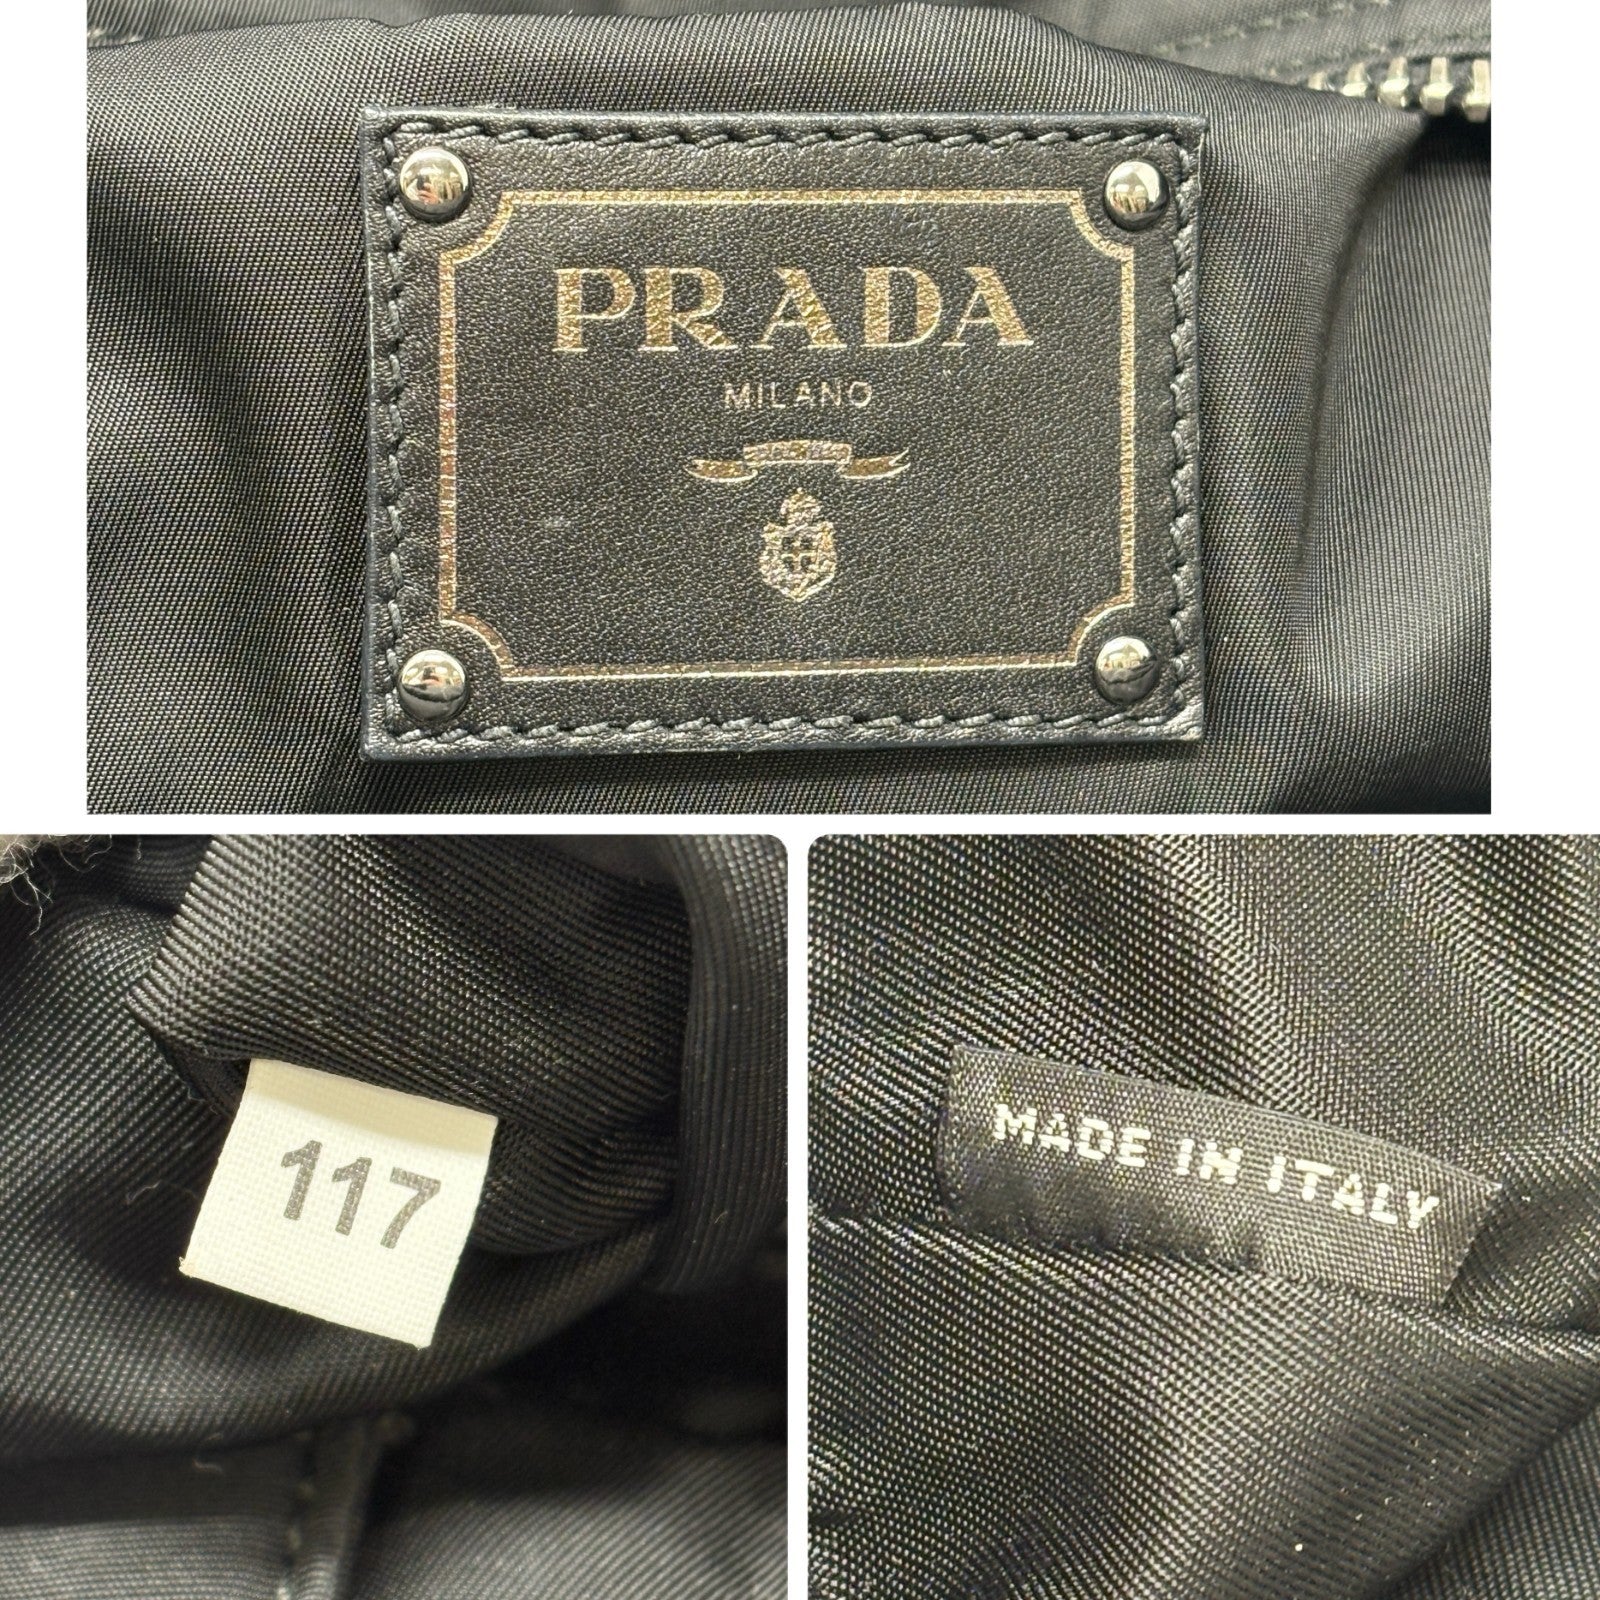 PRADA
MILANO
117
MADE IN ITALY